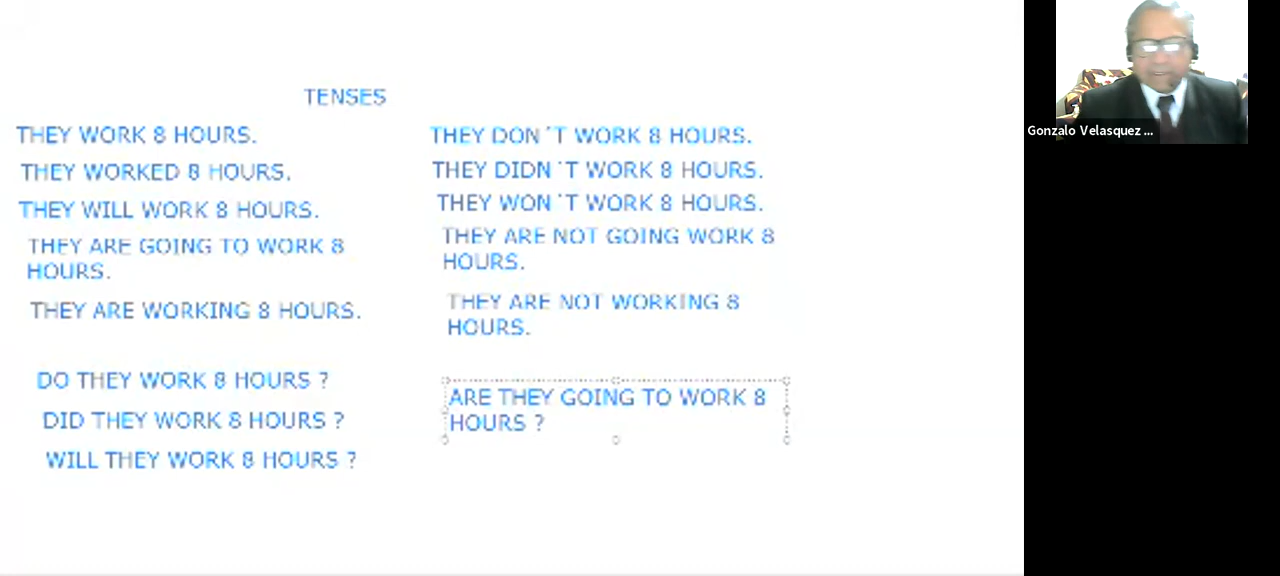 TENSES
THEY WORK 8 HOURS.
THEY WORKED 8 HOURS.
THEY WILL WORK 8 HOURS.
THEY ARE GOING TO WORK 8
HOURS.
THEY ARE WORKING 8 HOURS.
THEY DON´T WORK 8 HOURS.
THEY DIDN´T WORK 8 HOURS.
THEY WON´T WORK 8 HOURS.
THEY ARE NOT GOING WORK 8
HOURS.
THEY ARE NOT WORKING 8
HOURS.
DO THEY WORK 8 HOURS ?
DID THEY WORK 8 HOURS ?
WILL THEY WORK 8 HOURS ?
ARE THEY GOING TO WORK 8
HOURS ?
Gonzalo Velasquez ...